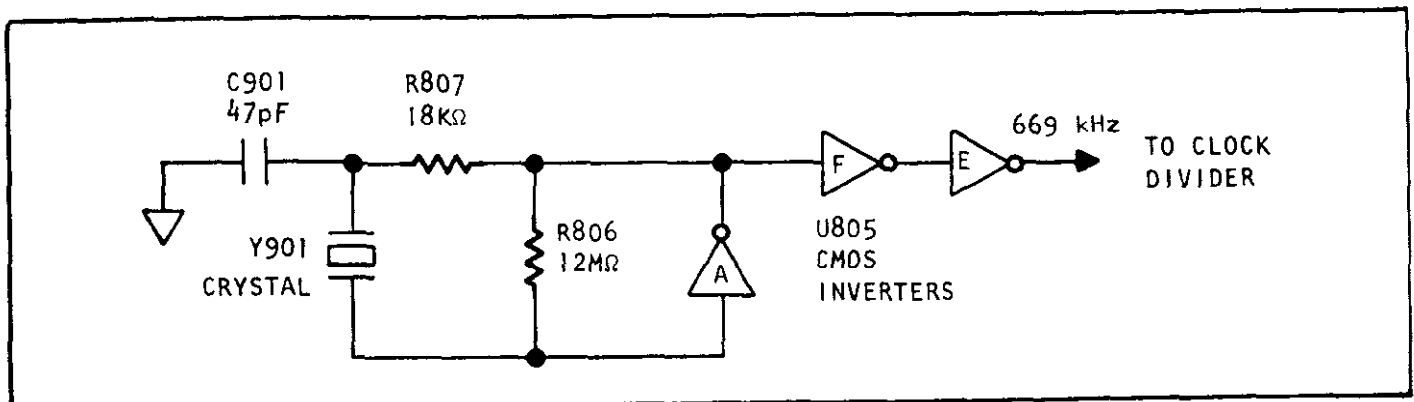 C901
47pF
R807
18KΩ
Y901
CRYSTAL
R806
12MΩ
A
F
E
U805
CMOS
INVERTERS
669 kHz
TO CLOCK
DIVIDER